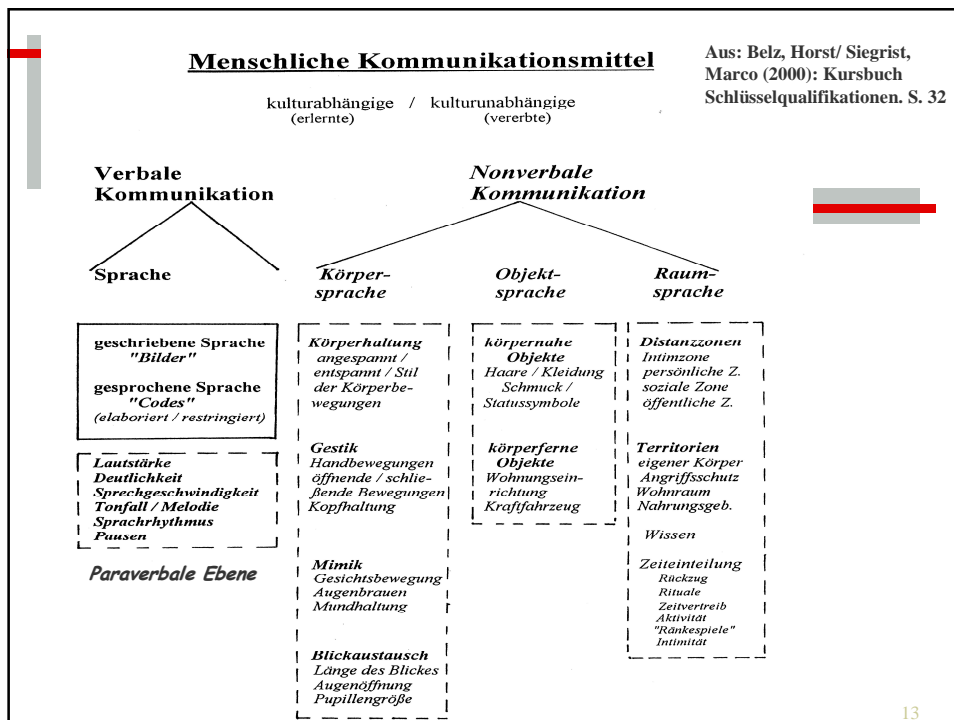 Menschliche Kommunikationsmittel
Aus: Belz, Horst/ Siegrist,
Marco (2000): Kursbuch
Schlüsselqualifikationen. S. 32
kulturabhängige / kulturunabhängige
(erlernte) (vererbte)
Verbale
Kommunikation
Nonverbale
Kommunikation
Sprache
Körper-
sprache
Objekt-
sprache
Raum-
sprache
geschriebene Sprache
"Bilder"
gesprochene Sprache
"Codes"
(elaboriert / restringiert)
Lautstärke
Deutlichkeit
Sprechgeschwindigkeit
Tonfall / Melodie
Sprachrhythmus
Pausen
Paraverbale Ebene
Körperhaltung
angespannt /
entspannt / Stil
der Körperbe-
wegungen
Gestik
Handbewegungen
öffnende / schlie-
ßende Bewegungen
Kopfhaltung
Mimik
Gesichtsbewegung
Augenbrauen
Mundhaltung
Blickaustausch
Länge des Blickes
Augenöffnung
Pupillengröße
körpernahe
Objekte
Haare / Kleidung
Schmuck /
Statussymbole
körperferne
Objekte
Wohnungsein-
richtung
Kraftfahrzeug
Distanzzonen
Intimzone
persönliche Z.
soziale Zone
öffentliche Z.
Territorien
eigener Körper
Angriffsschutz
Wohnraum
Nahrungsgeb.
Wissen
Zeiteinteilung
Rückzug
Rituale
Zeitvertreib
Aktivität
"Ränkespiele"
Intimität
13